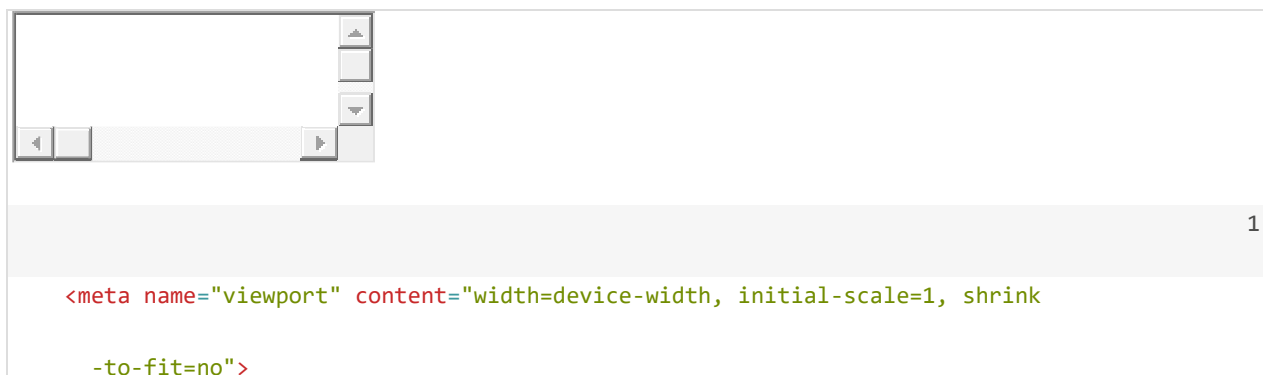 1
<meta name="viewport" content="width=device-width, initial-scale=1, shrink
-to-fit=no">